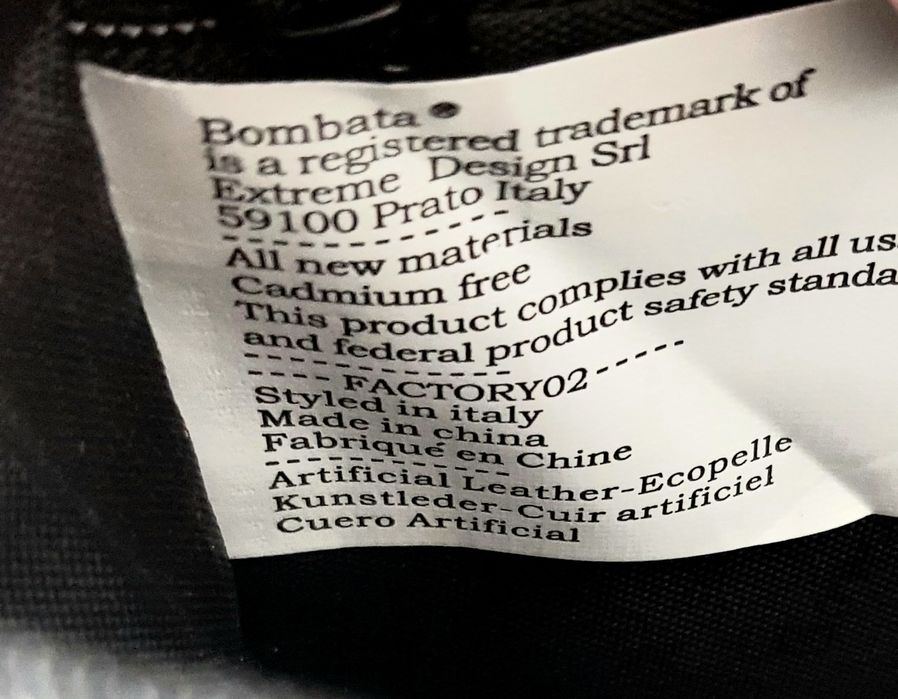 Bombata®
is a registered trademark of
Extreme Design Srl
59100 Prato Italy
------------
All new materials
Cadmium free
This product complies with all us
and federal product safety standa
------------
---- FACTORY02 -----
Styled in italy
Made in china
Fabriqué en Chine
------------
Artificial Leather-Ecopelle
Kunstleder-Cuir artificiel
Cuero Artificial